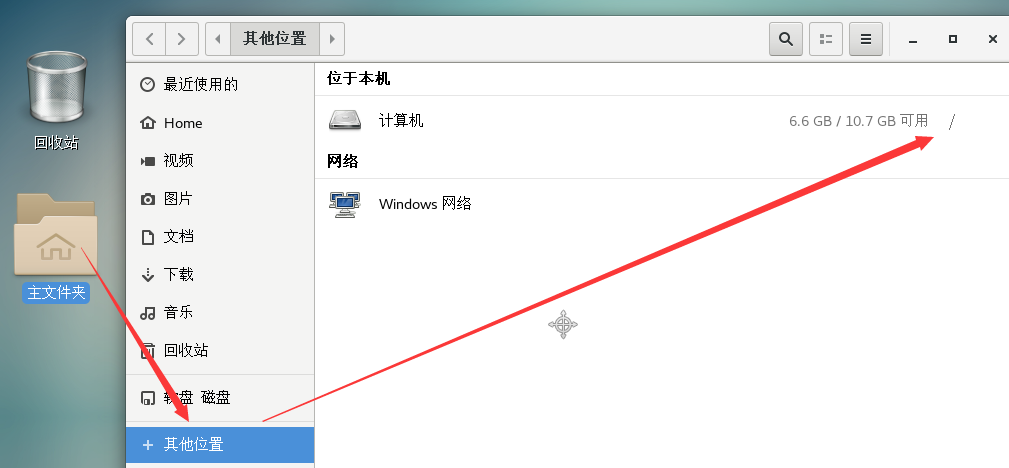 回收站
主文件夹
其他位置
最近使用的
Home
视频
图片
文档
下载
音乐
回收站
软盘 磁盘
+ 其他位置
位于本机
计算机 6.6 GB / 10.7 GB 可用 /
网络
Windows 网络